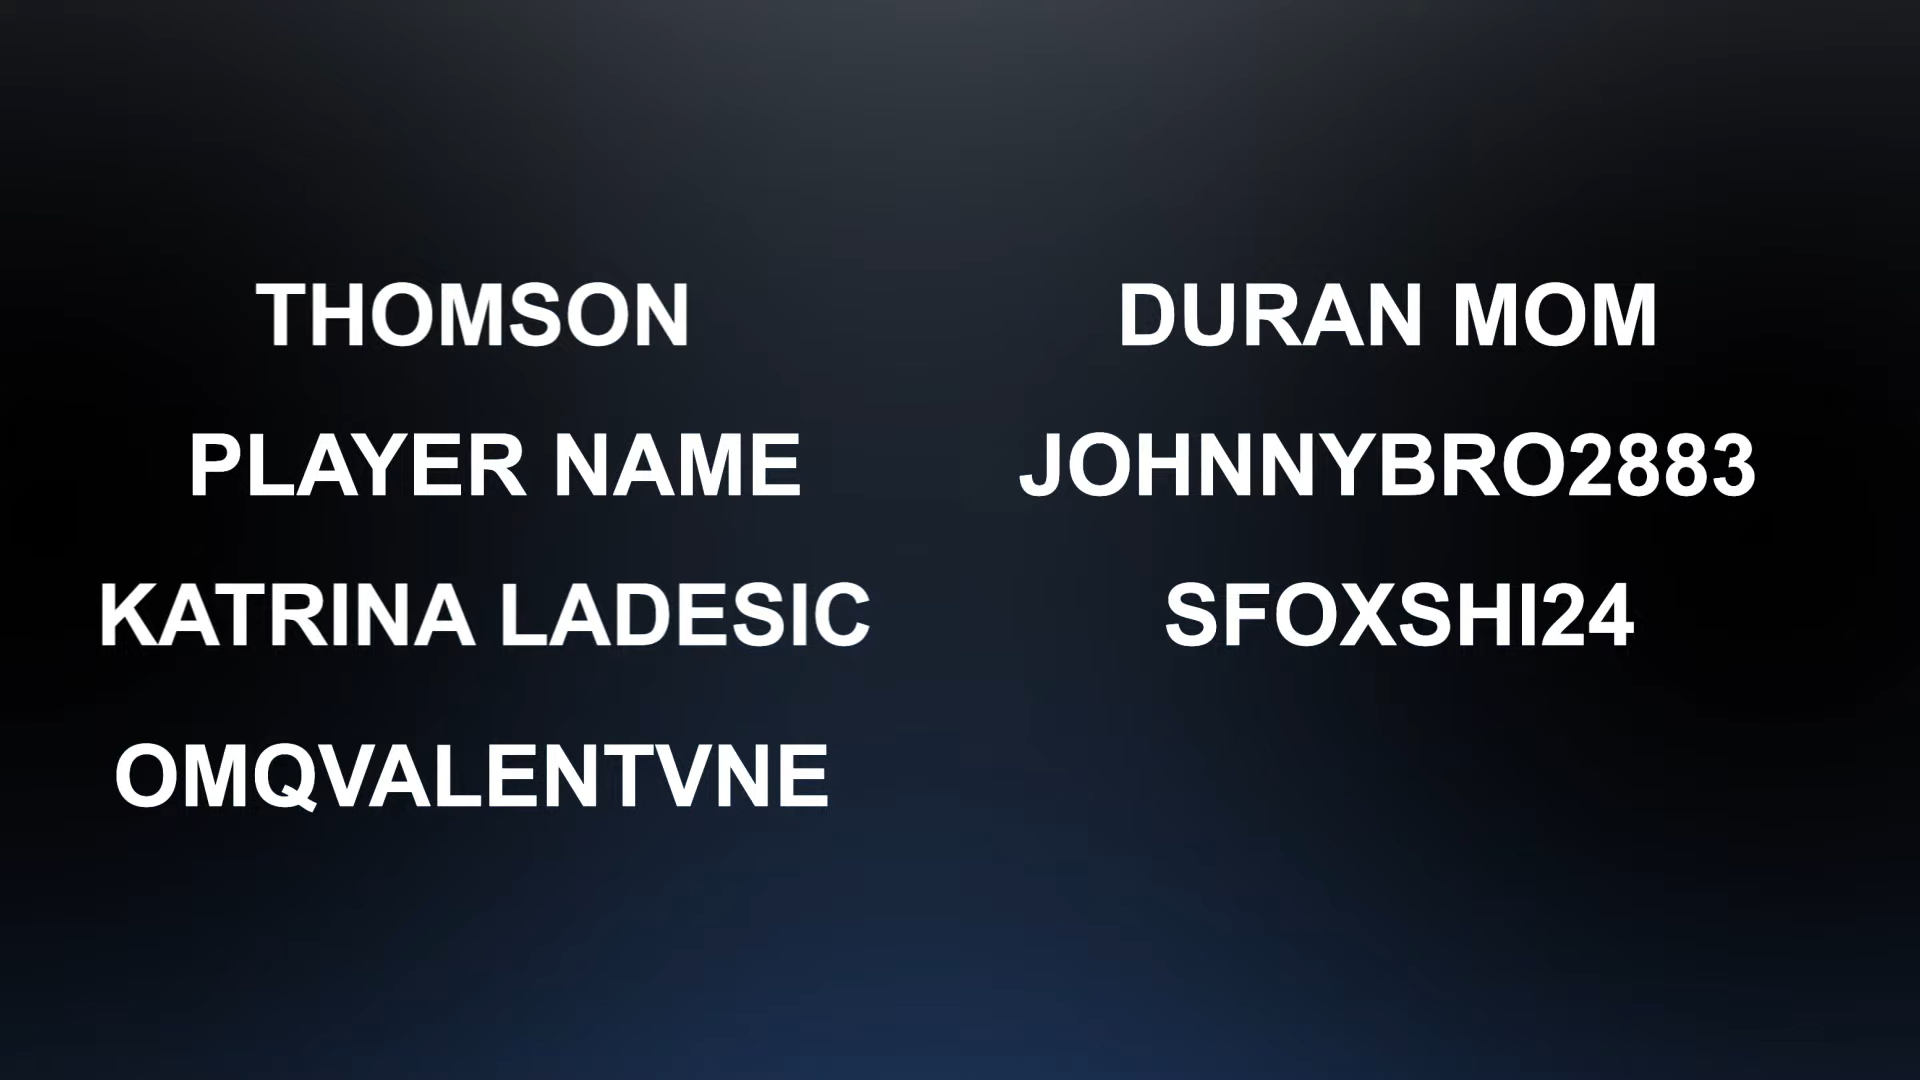 THOMSON
PLAYER NAME
KATRINA LADESIC
OMQVALENTVNE
DURAN MOM
JOHNNYBRO2883
SFOXSHI24